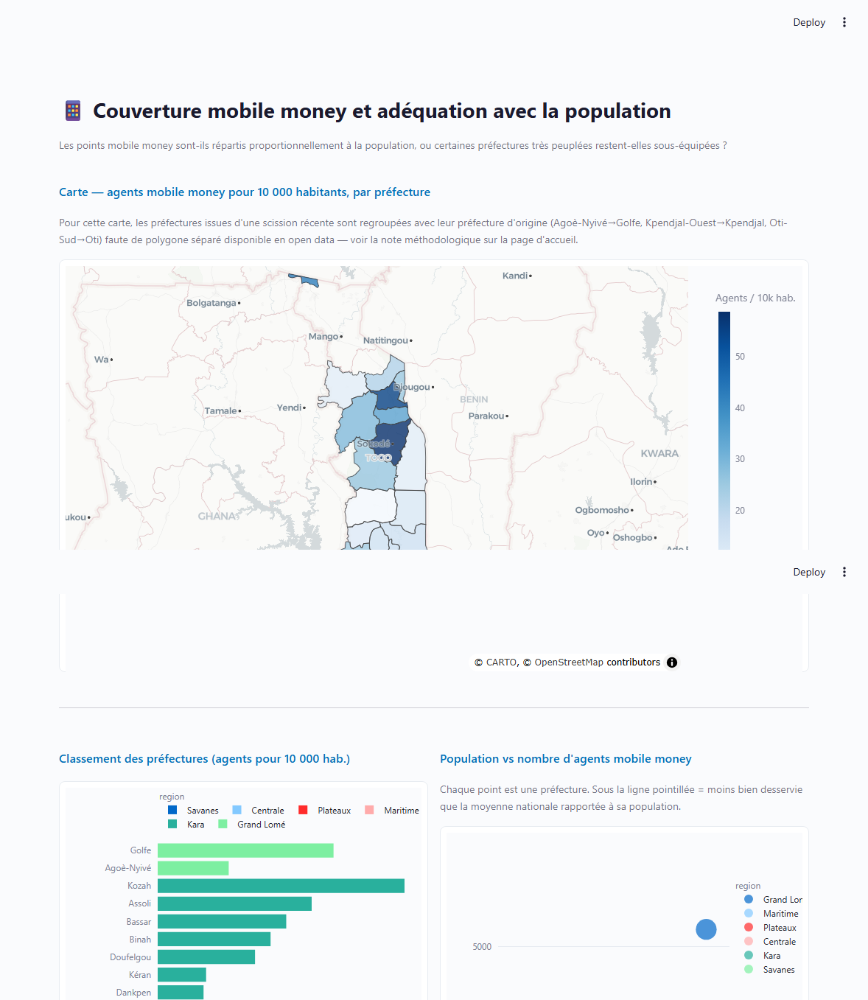 Deploy
Couverture mobile money et adéquation avec la population
Les points mobile money sont-ils répartis proportionnellement à la population, ou certaines préfectures très peuplées restent-elles sous-équipées ?
Carte — agents mobile money pour 10 000 habitants, par préfecture
Pour cette carte, les préfectures issues d'une scission récente sont regroupées avec leur préfecture d'origine (Agoè-Nyivé→Golfe, Kpendjal-Ouest→Kpendjal, Oti-
Sud→Oti) faute de polygone séparé disponible en open data — voir la note méthodologique sur la page d'accueil.
Kandi
Agents / 10k hab.
Bolgatanga
Mango
Natitingou
50
Wa
Djougou
BENIN
Tamale
Yendi
40
Parakou
Sokodé
TOGO
KWARA
30
Ilorin
20
ukou
GHANA
Ogbomosho
Oyo
Oshogbo
Deploy
© CARTO, © OpenStreetMap contributors
Classement des préfectures (agents pour 10 000 hab.)
region
Savanes
Centrale
Plateaux
Maritime
Kara
Grand Lomé
Golfe
Agoè-Nyivé
Kozah
Assoli
Bassar
Binah
Doufelgou
Kéran
Dankpen
Population vs nombre d'agents mobile money
Chaque point est une préfecture. Sous la ligne pointillée = moins bien desservie
que la moyenne nationale rapportée à sa population.
region
Grand Lor
Maritime
Plateaux
Centrale
Kara
Savanes
5000